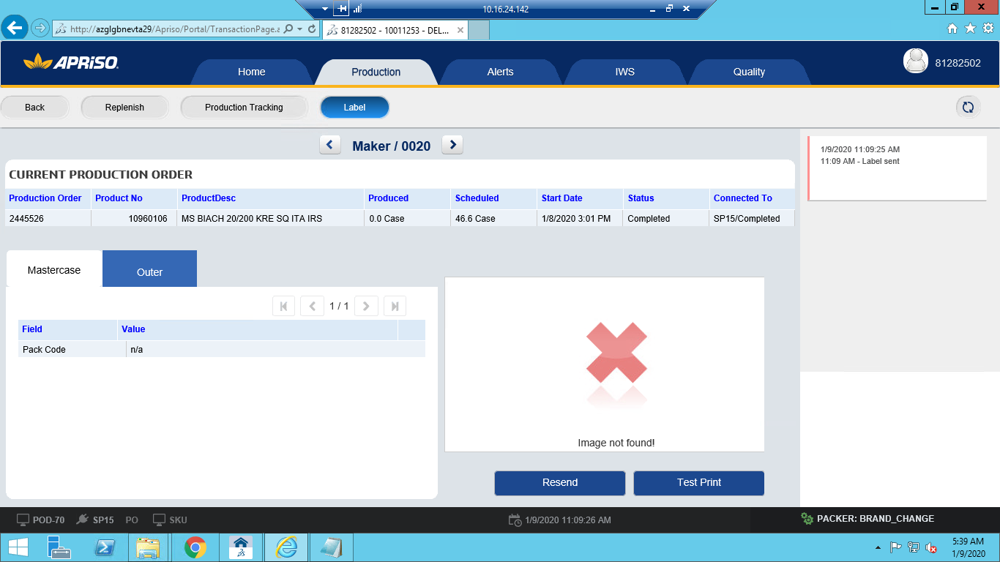 10.16.24.142
http://azglgbnevta29/Apriso/Portal/TransactionPage.a
81282502 - 10011253 - DEL...
APRISO
Home
Production
Alerts
IWS
Quality
81282502
Back
Replenish
Production Tracking
Label
Maker / 0020
1/9/2020 11:09:25 AM
11:09 AM - Label sent
CURRENT PRODUCTION ORDER
Production Order Product No ProductDesc Produced Scheduled Start Date Status Connected To
2445526 10960106 MS BIACH 20/200 KRE SQ ITA IRS 0.0 Case 46.6 Case 1/8/2020 3:01 PM Completed SP15/Completed
Mastercase
Outer
1 / 1
Field Value
Pack Code n/a
Image not found!
Resend
Test Print
POD-70 SP15 PO SKU
1/9/2020 11:09:26 AM
PACKER: BRAND_CHANGE
5:39 AM
1/9/2020